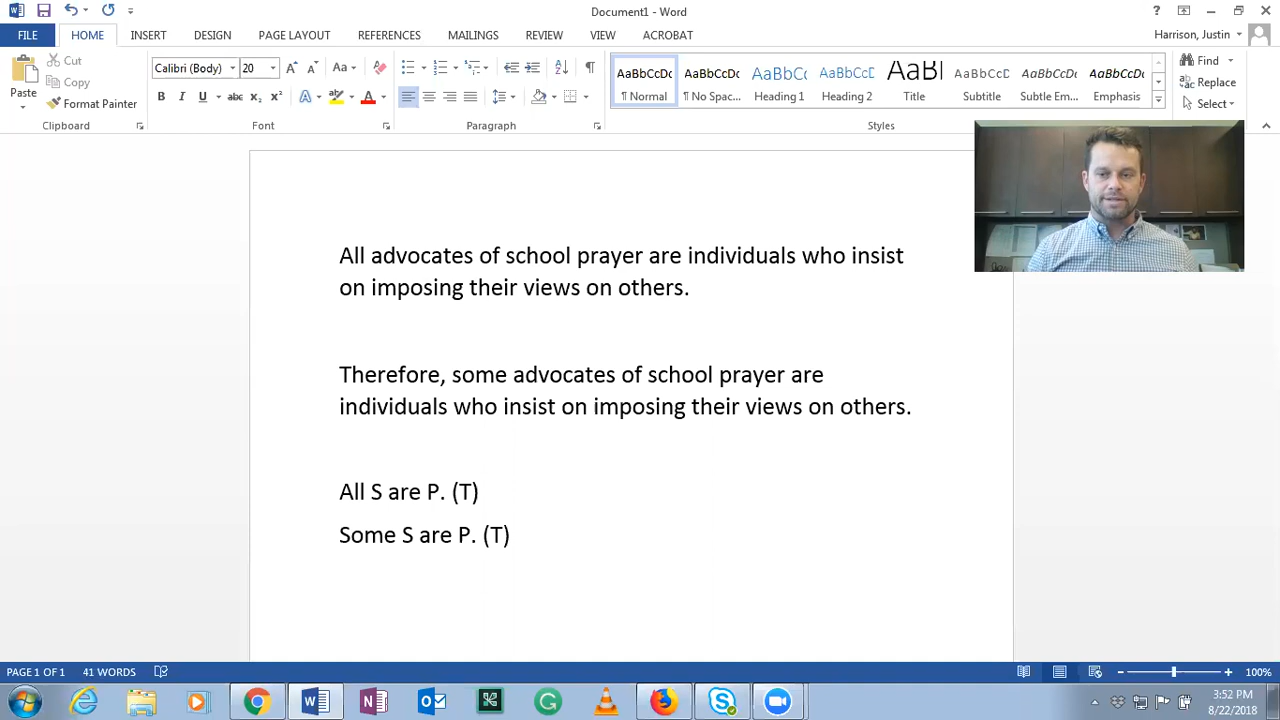 Document1 - Word
FILE HOME INSERT DESIGN PAGE LAYOUT REFERENCES MAILINGS REVIEW VIEW ACROBAT Harrison, Justin
Paste
Cut
Copy
Format Painter
Clipboard
Calibri (Body) 20
Font
Paragraph
AaBbCcDc AaBbCcDc AaBbCc AaBbCcC AaBl AaBbCcC AaBbCcDc AaBbCcDc
¶ Normal ¶ No Spac... Heading 1 Heading 2 Title Subtitle Subtle Em... Emphasis
Styles
Find
Replace
Select
All advocates of school prayer are individuals who insist
on imposing their views on others.
Therefore, some advocates of school prayer are
individuals who insist on imposing their views on others.
All S are P. (T)
Some S are P. (T)
PAGE 1 OF 1 41 WORDS 100%
3:52 PM
8/22/2018